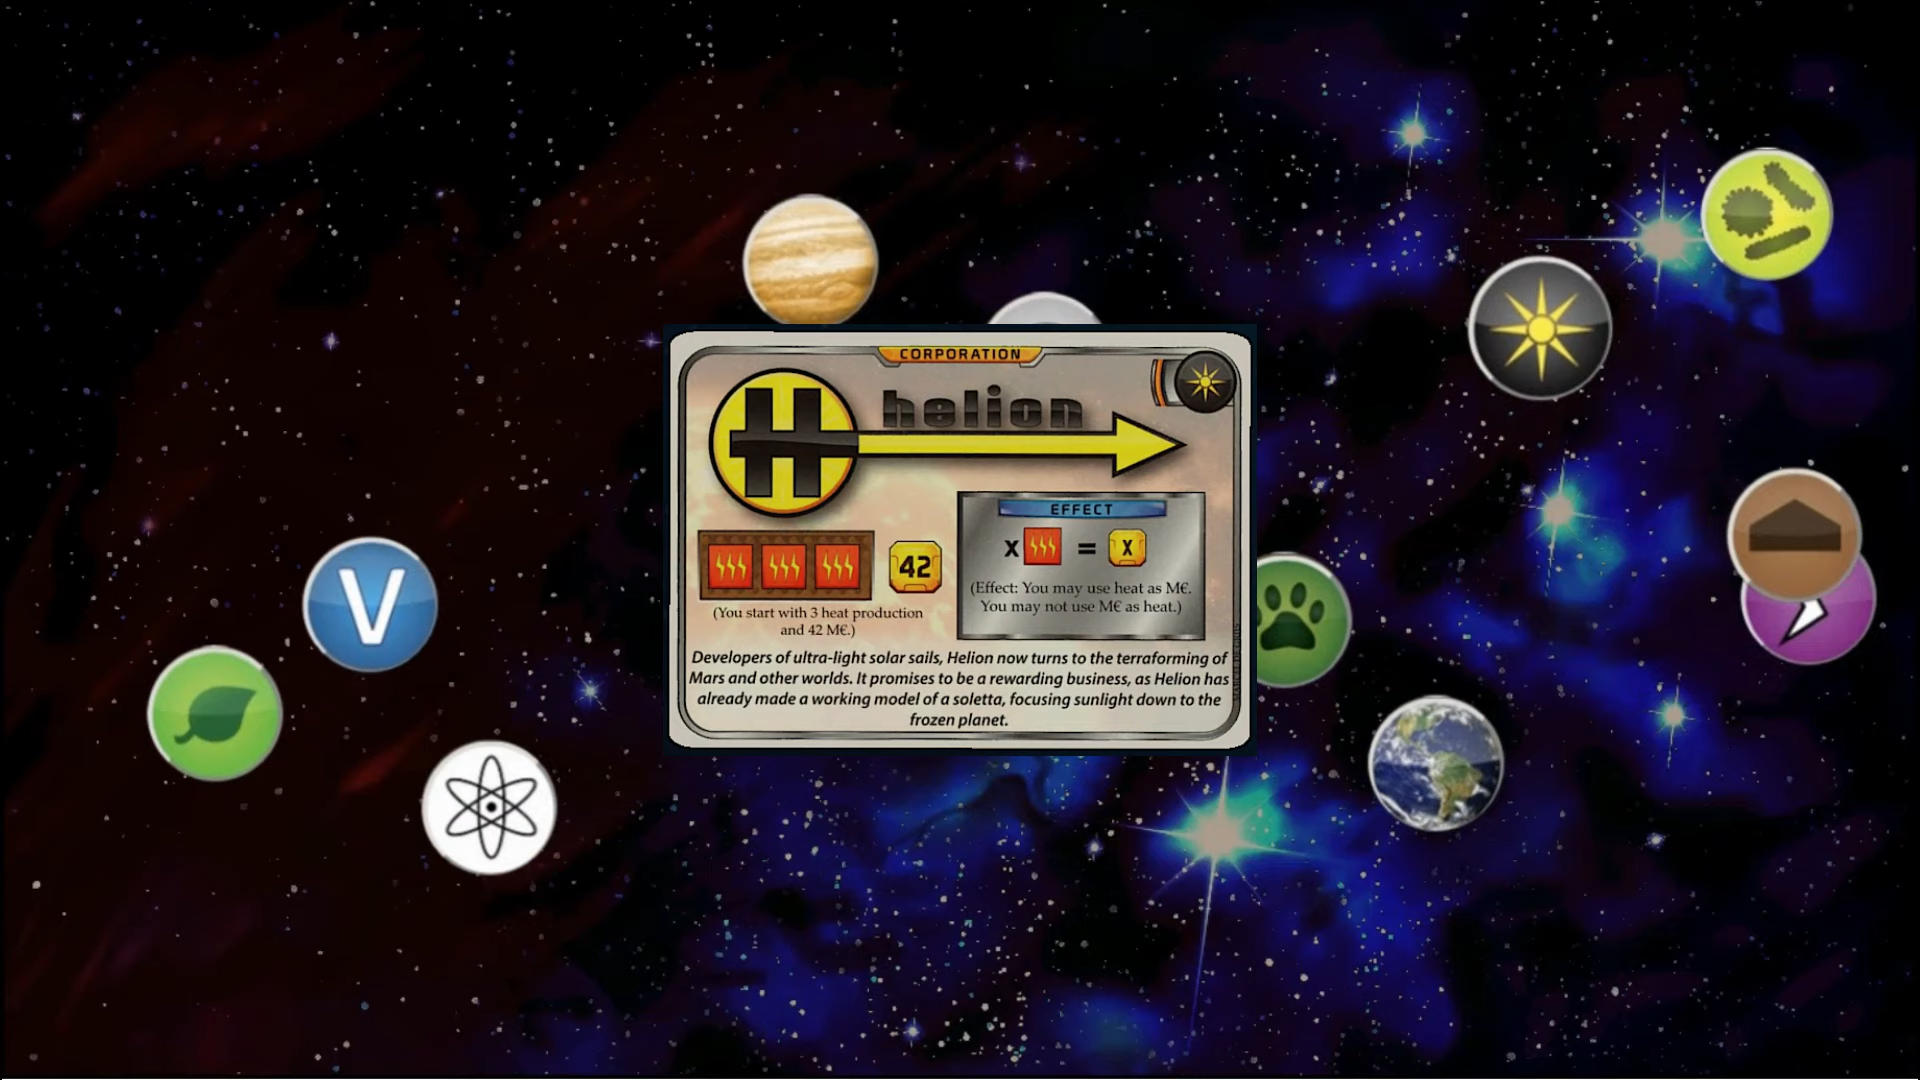 CORPORATION
helion
H
EFFECT
X = X
42
(Effect: You may use heat as M€.
You may not use M€ as heat.)
(You start with 3 heat production
and 42 M€.)
Developers of ultra-light solar sails, Helion now turns to the terraforming of
Mars and other worlds. It promises to be a rewarding business, as Helion has
already made a working model of a soletta, focusing sunlight down to the
frozen planet.
V